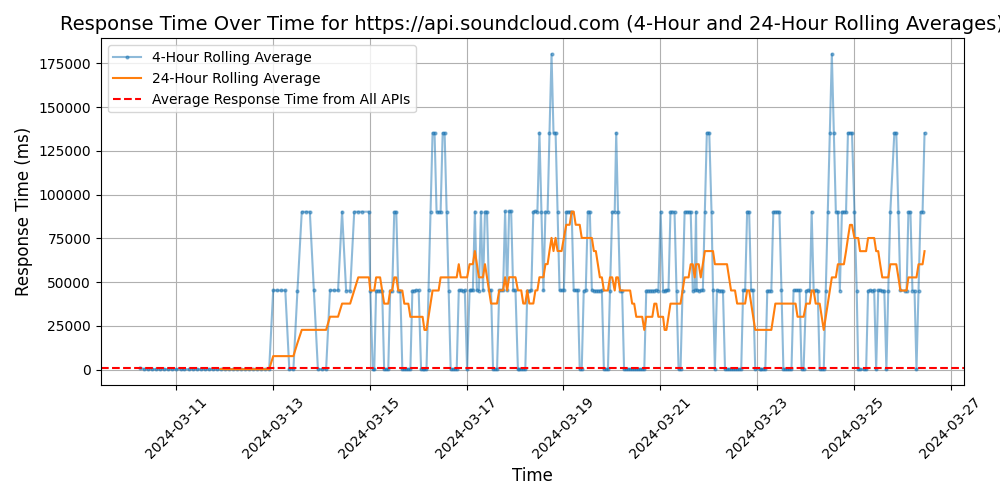 Response Time Over Time for https://api.soundcloud.com (4-Hour and 24-Hour Rolling Averages)
4-Hour Rolling Average
24-Hour Rolling Average
Average Response Time from All APIs
175000
150000
125000
100000
75000
50000
25000
0
Response Time (ms)
2024-03-11
2024-03-13
2024-03-15
2024-03-17
2024-03-19
2024-03-21
2024-03-23
2024-03-25
2024-03-27
Time